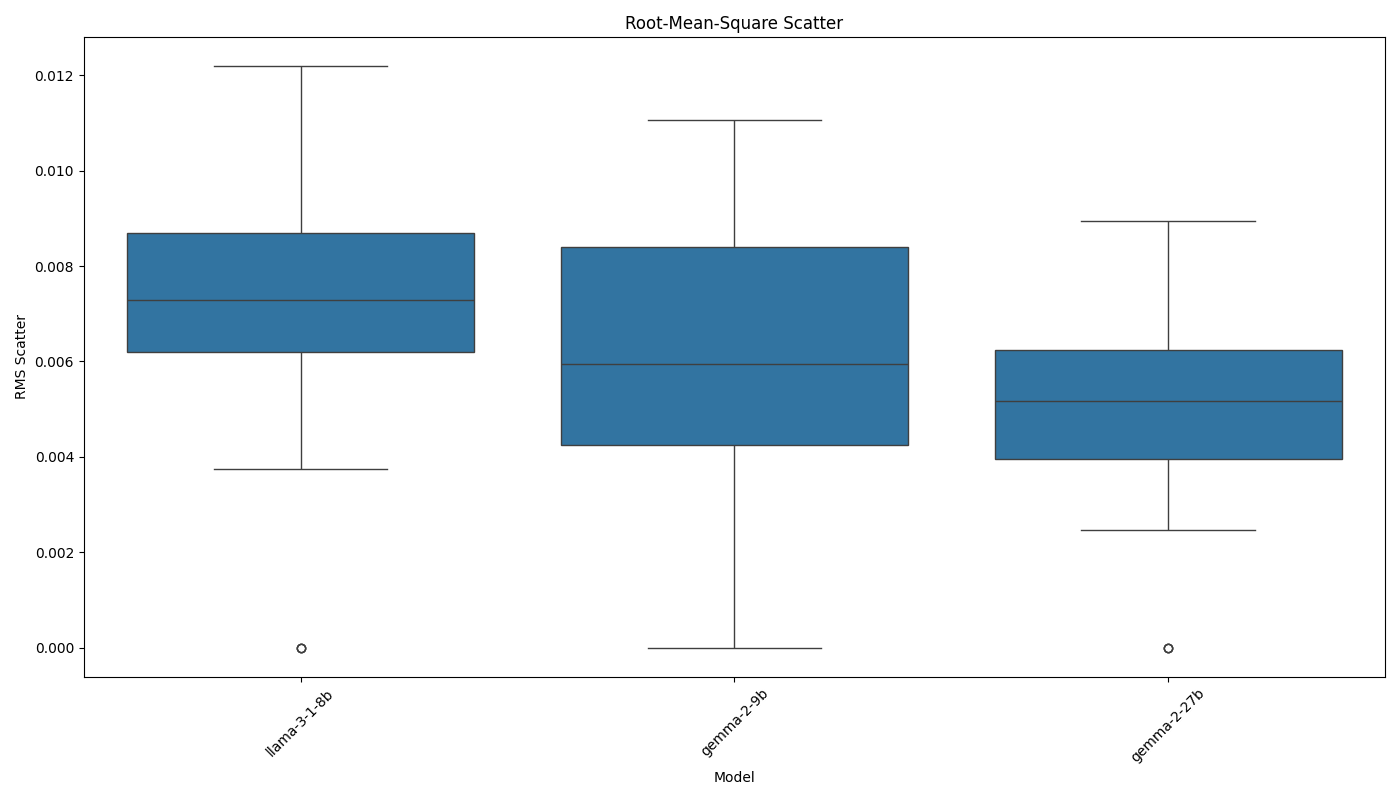 Root-Mean-Square Scatter
RMS Scatter
0.012
0.010
0.008
0.006
0.004
0.002
0.000
llama-3-1-8b
gemma-2-9b
gemma-2-27b
Model